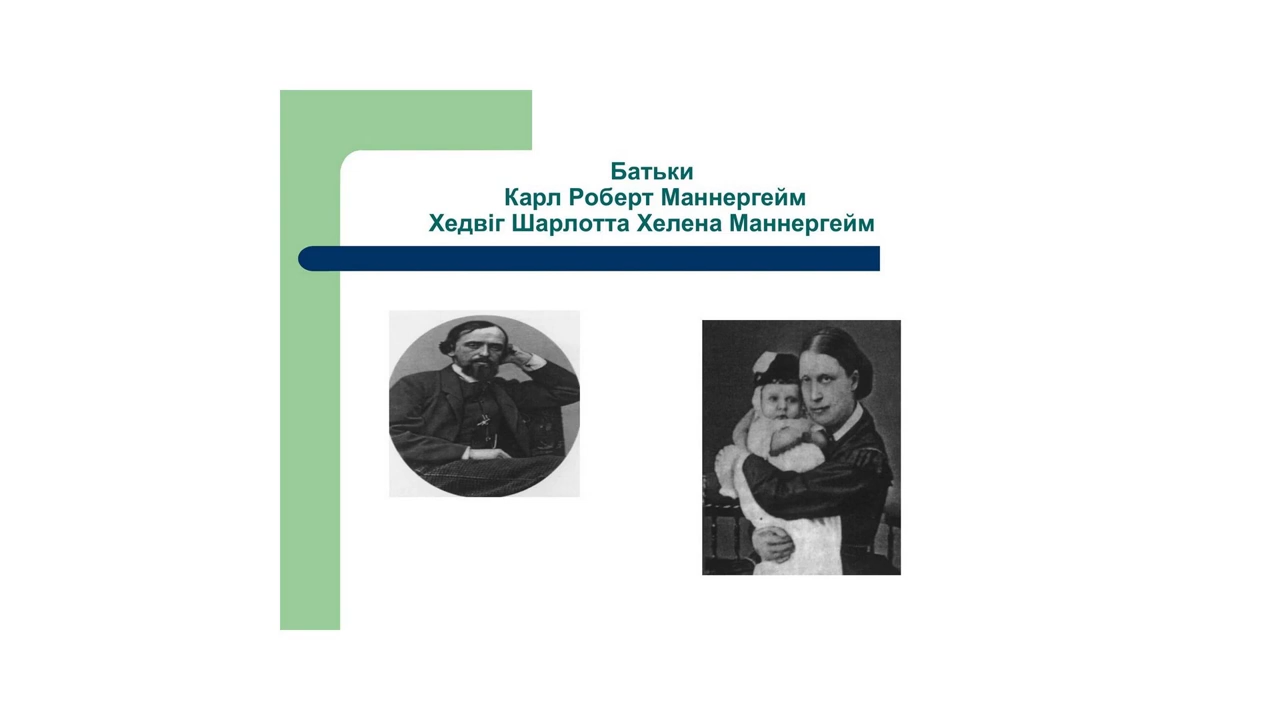 Батьки
Карл Роберт Маннергейм
Хедвіг Шарлотта Хелена Маннергейм